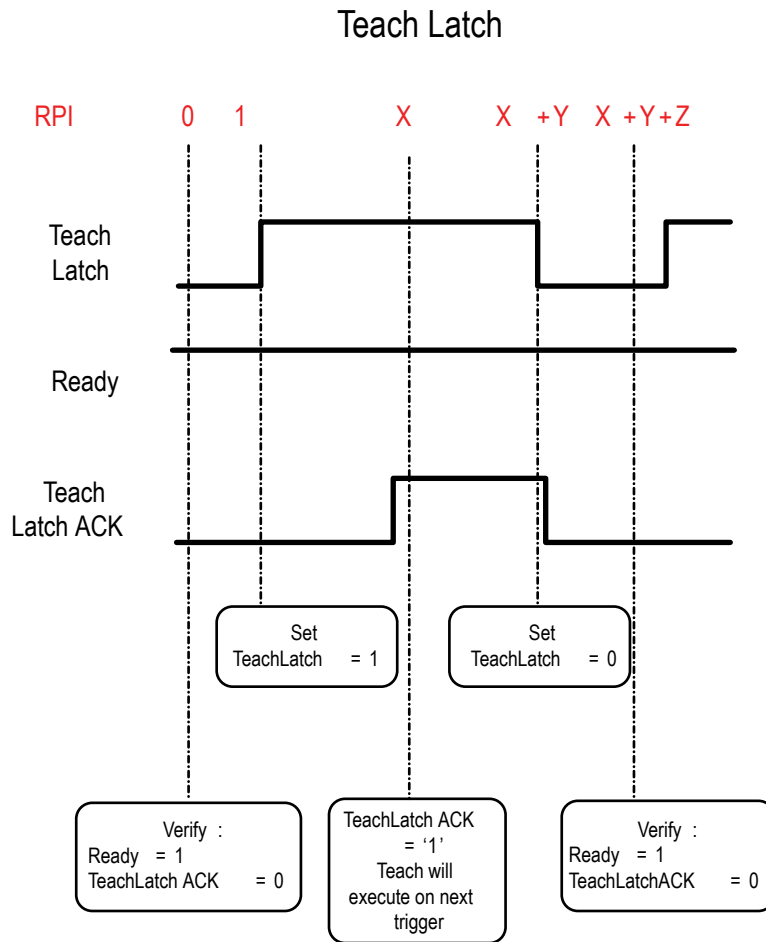 Teach Latch
RPI 0 1 X X +Y X +Y+Z
Teach
Latch
Ready
Teach
Latch ACK
Set
TeachLatch = 1
Set
TeachLatch = 0
Verify :
Ready = 1
TeachLatch ACK = 0
TeachLatch ACK
= ‘1’
Teach will
execute on next
trigger
Verify :
Ready = 1
TeachLatchACK = 0